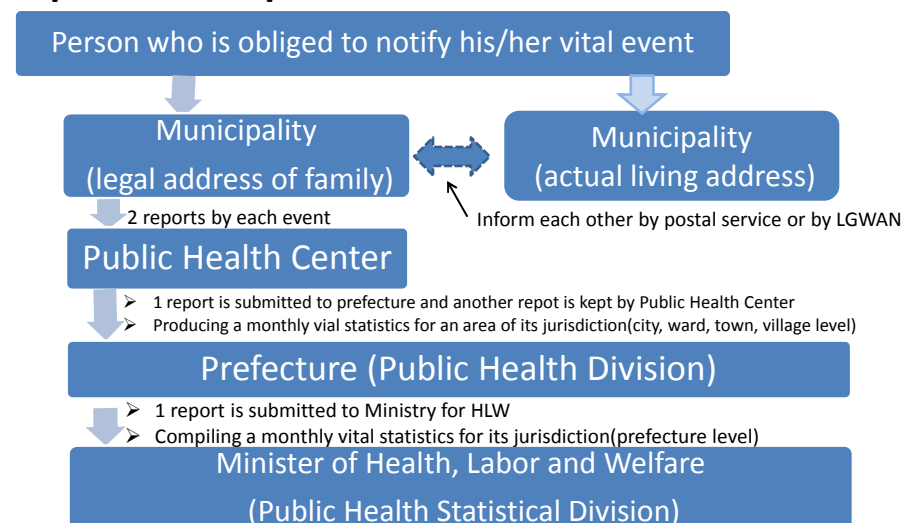 Person who is obliged to notify his/her vital event
Municipality
(legal address of family)
Municipality
(actual living address)
2 reports by each event
Inform each other by postal service or by LGWAN
Public Health Center
➤ 1 report is submitted to prefecture and another repot is kept by Public Health Center
➤ Producing a monthly vial statistics for an area of its jurisdiction(city, ward, town, village level)
Prefecture (Public Health Division)
➤ 1 report is submitted to Ministry for HLW
➤ Compiling a monthly vital statistics for its jurisdiction(prefecture level)
Minister of Health, Labor and Welfare
(Public Health Statistical Division)